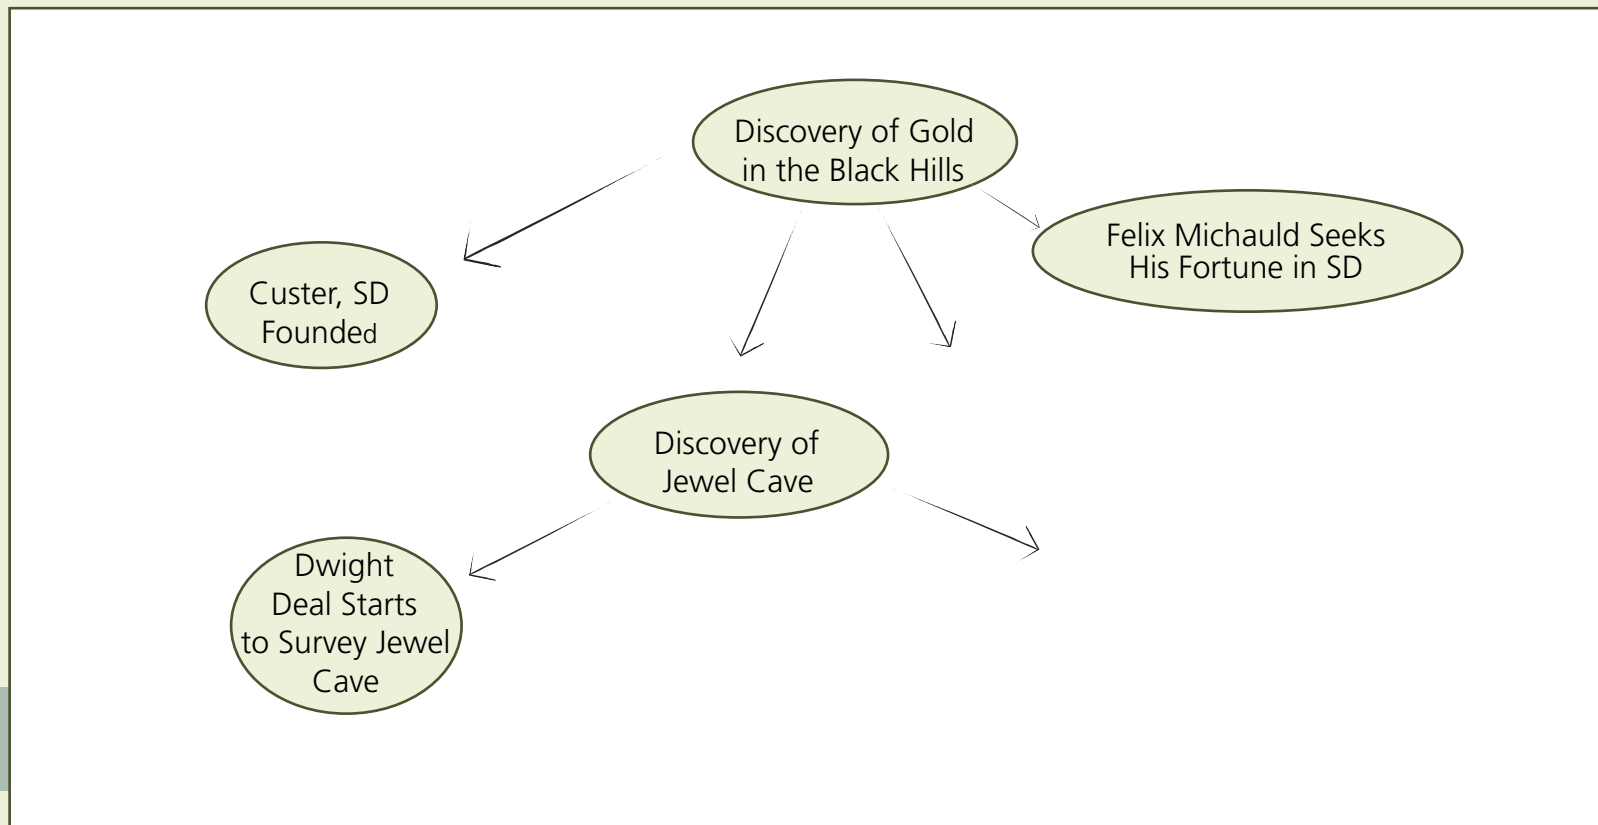 Discovery of Gold
in the Black Hills
Felix Michauld Seeks
His Fortune in SD
Custer, SD
Founded
Discovery of
Jewel Cave
Dwight
Deal Starts
to Survey Jewel
Cave